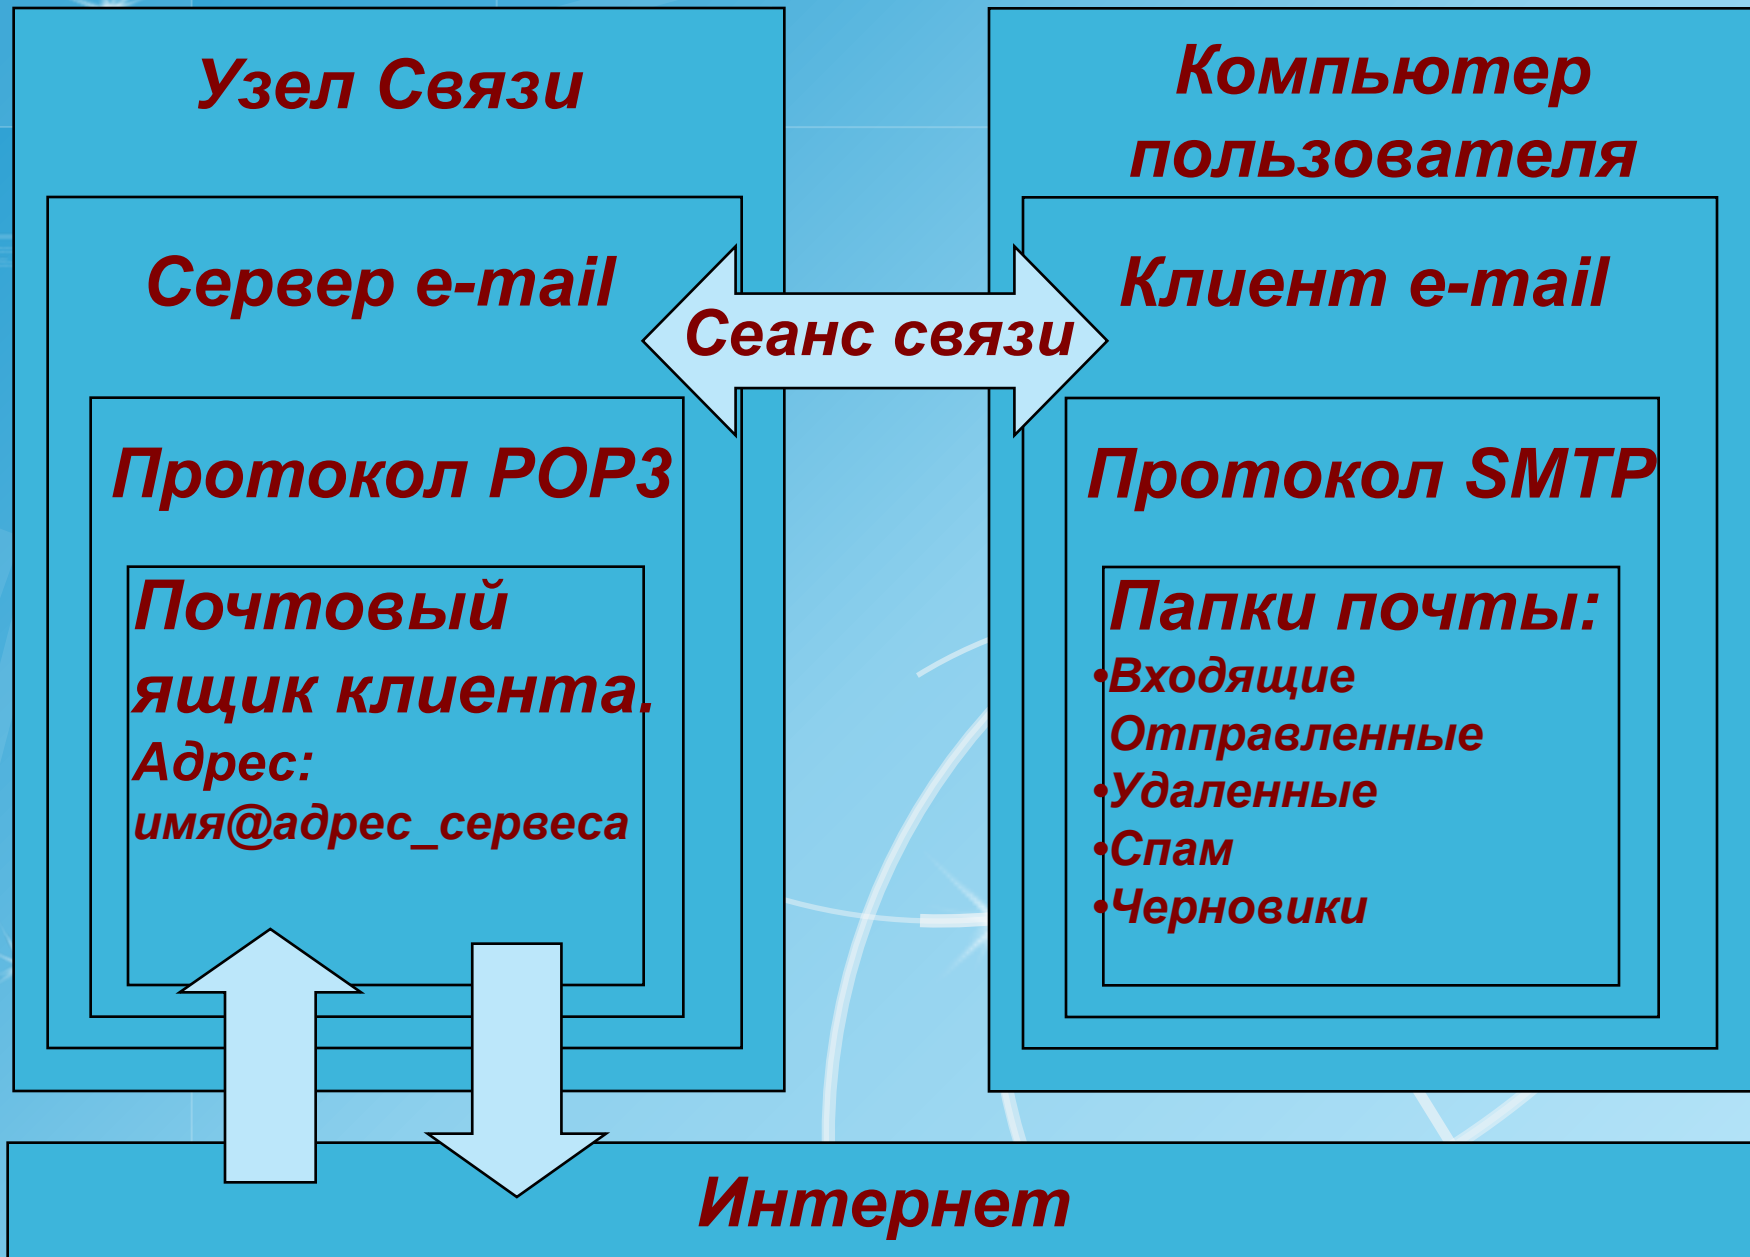 Узел Связи
Сервер e-mail
Протокол POP3
Почтовый
ящик клиента.
Адрес:
имя@адрес_сервеса
Сеанс связи
Компьютер
пользователя
Клиент e-mail
Протокол SMTP
Папки почты:
•Входящие
Отправленные
•Удаленные
•Спам
•Черновики
Интернет